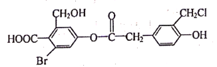 CH₂OH O CH₂Cl
HOOC O-C-CH₂ OH
Br